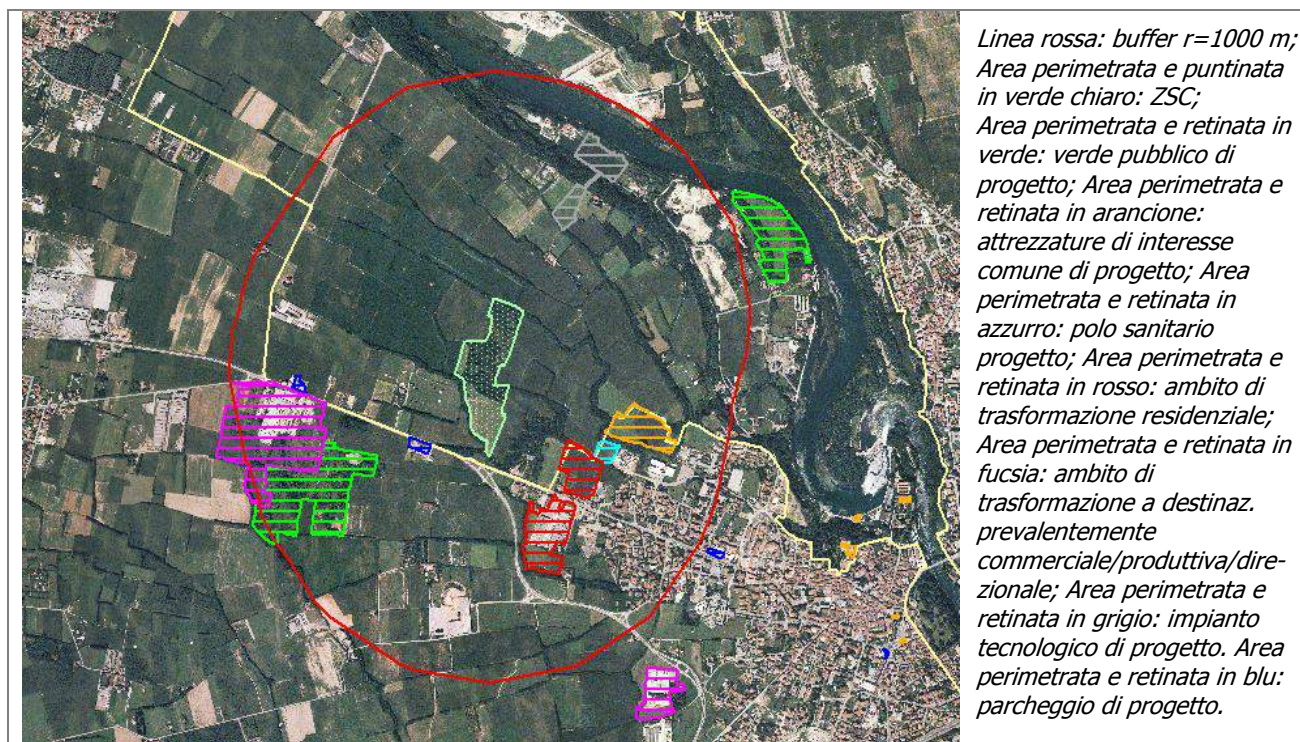 Linea rossa: buffer r=1000 m;
Area perimetrata e puntinata
in verde chiaro: ZSC;
Area perimetrata e retinata in
verde: verde pubblico di
progetto; Area perimetrata e
retinata in arancione:
attrezzature di interesse
comune di progetto; Area
perimetrata e retinata in
azzurro: polo sanitario
progetto; Area perimetrata e
retinata in rosso: ambito di
trasformazione residenziale;
Area perimetrata e retinata in
fucsia: ambito di
trasformazione a destinaz.
prevalentemente
commerciale/produttiva/dire-
zionale; Area perimetrata e
retinata in grigio: impianto
tecnologico di progetto. Area
perimetrata e retinata in blu:
parcheggio di progetto.